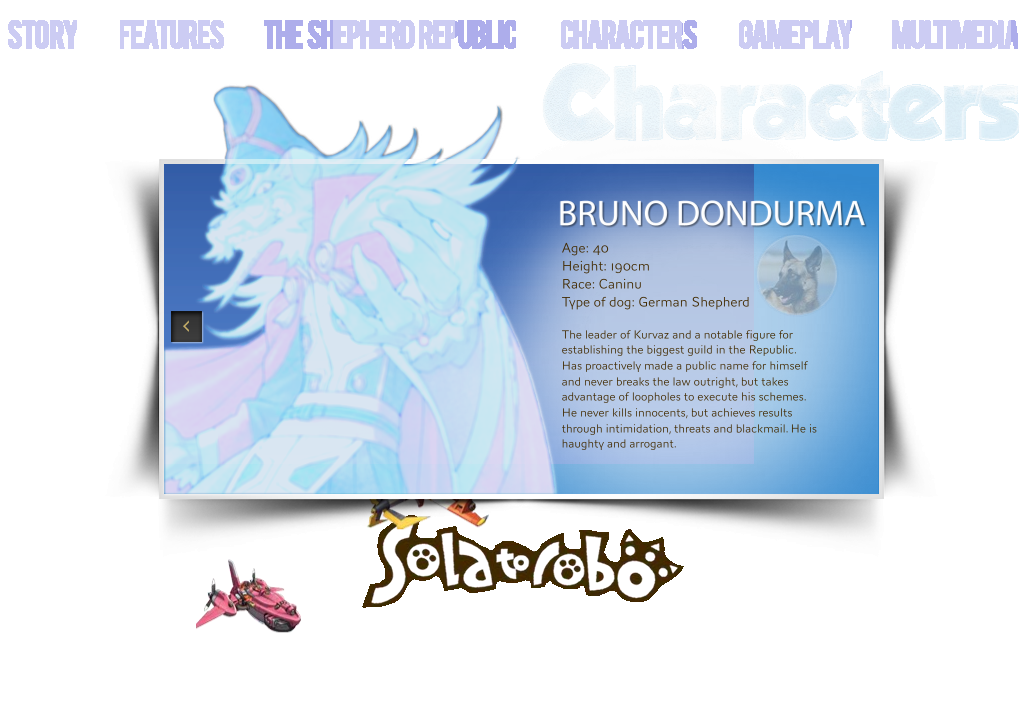 STORY FEATURES THE SHEPHERD REPUBLIC CHARACTERS GAMEPLAY MULTIMEDIA
Characters
BRUNO DONDURMA
Age: 40
Height: 190cm
Race: Caninu
Type of dog: German Shepherd
The leader of Kurvaz and a notable figure for
establishing the biggest guild in the Republic.
Has proactively made a public name for himself
and never breaks the law outright, but takes
advantage of loopholes to execute his schemes.
He never kills innocents, but achieves results
through intimidation, threats and blackmail. He is
haughty and arrogant.
Solatorobo